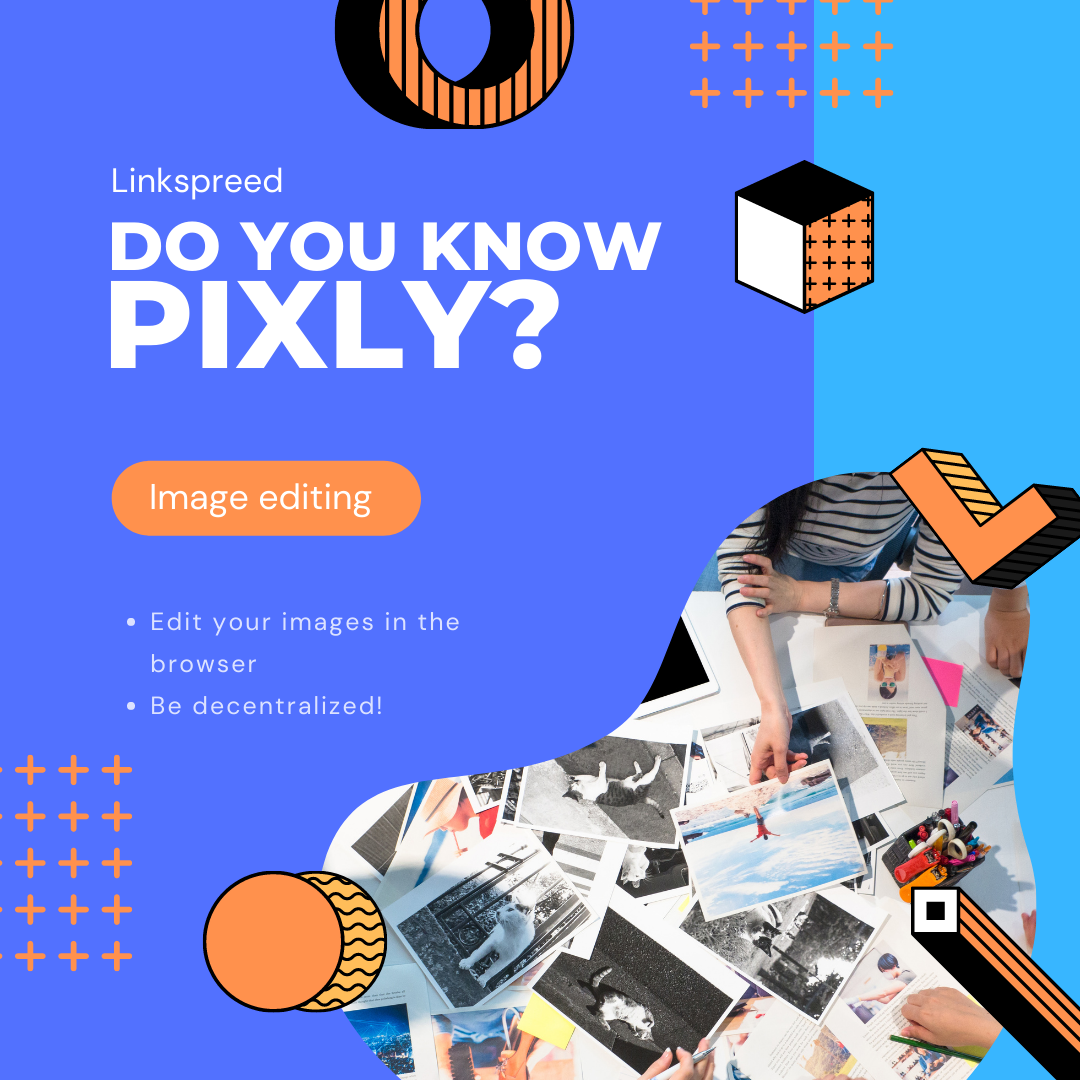 Linkspreed
DO YOU KNOW
PIXLY?
Image editing
Edit your images in the
browser
Be decentralized!